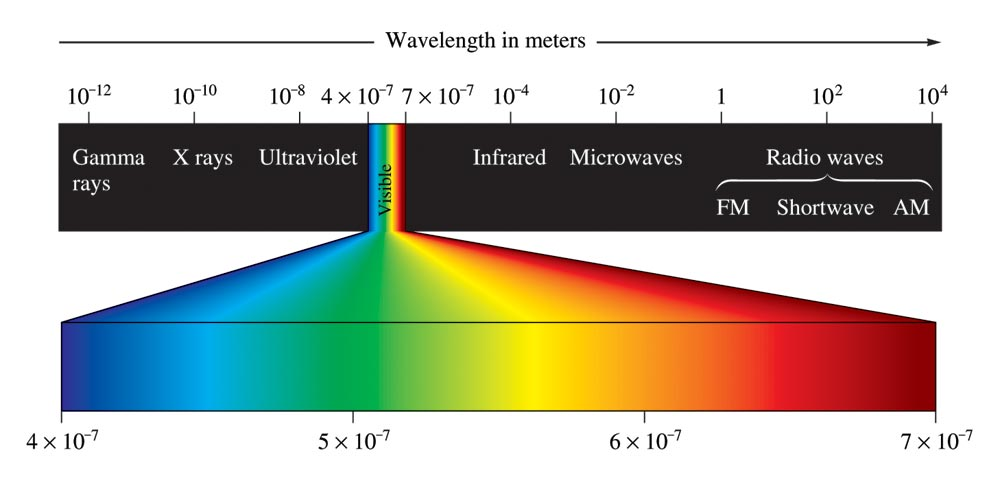 Wavelength in meters
10⁻¹² 10⁻¹⁰ 10⁻⁸ 4 × 10⁻⁷ 7 × 10⁻⁷ 10⁻⁴ 10⁻² 1 10² 10⁴
Gamma rays X rays Ultraviolet Visible Infrared Microwaves Radio waves
FM Shortwave AM
4 × 10⁻⁷ 5 × 10⁻⁷ 6 × 10⁻⁷ 7 × 10⁻⁷